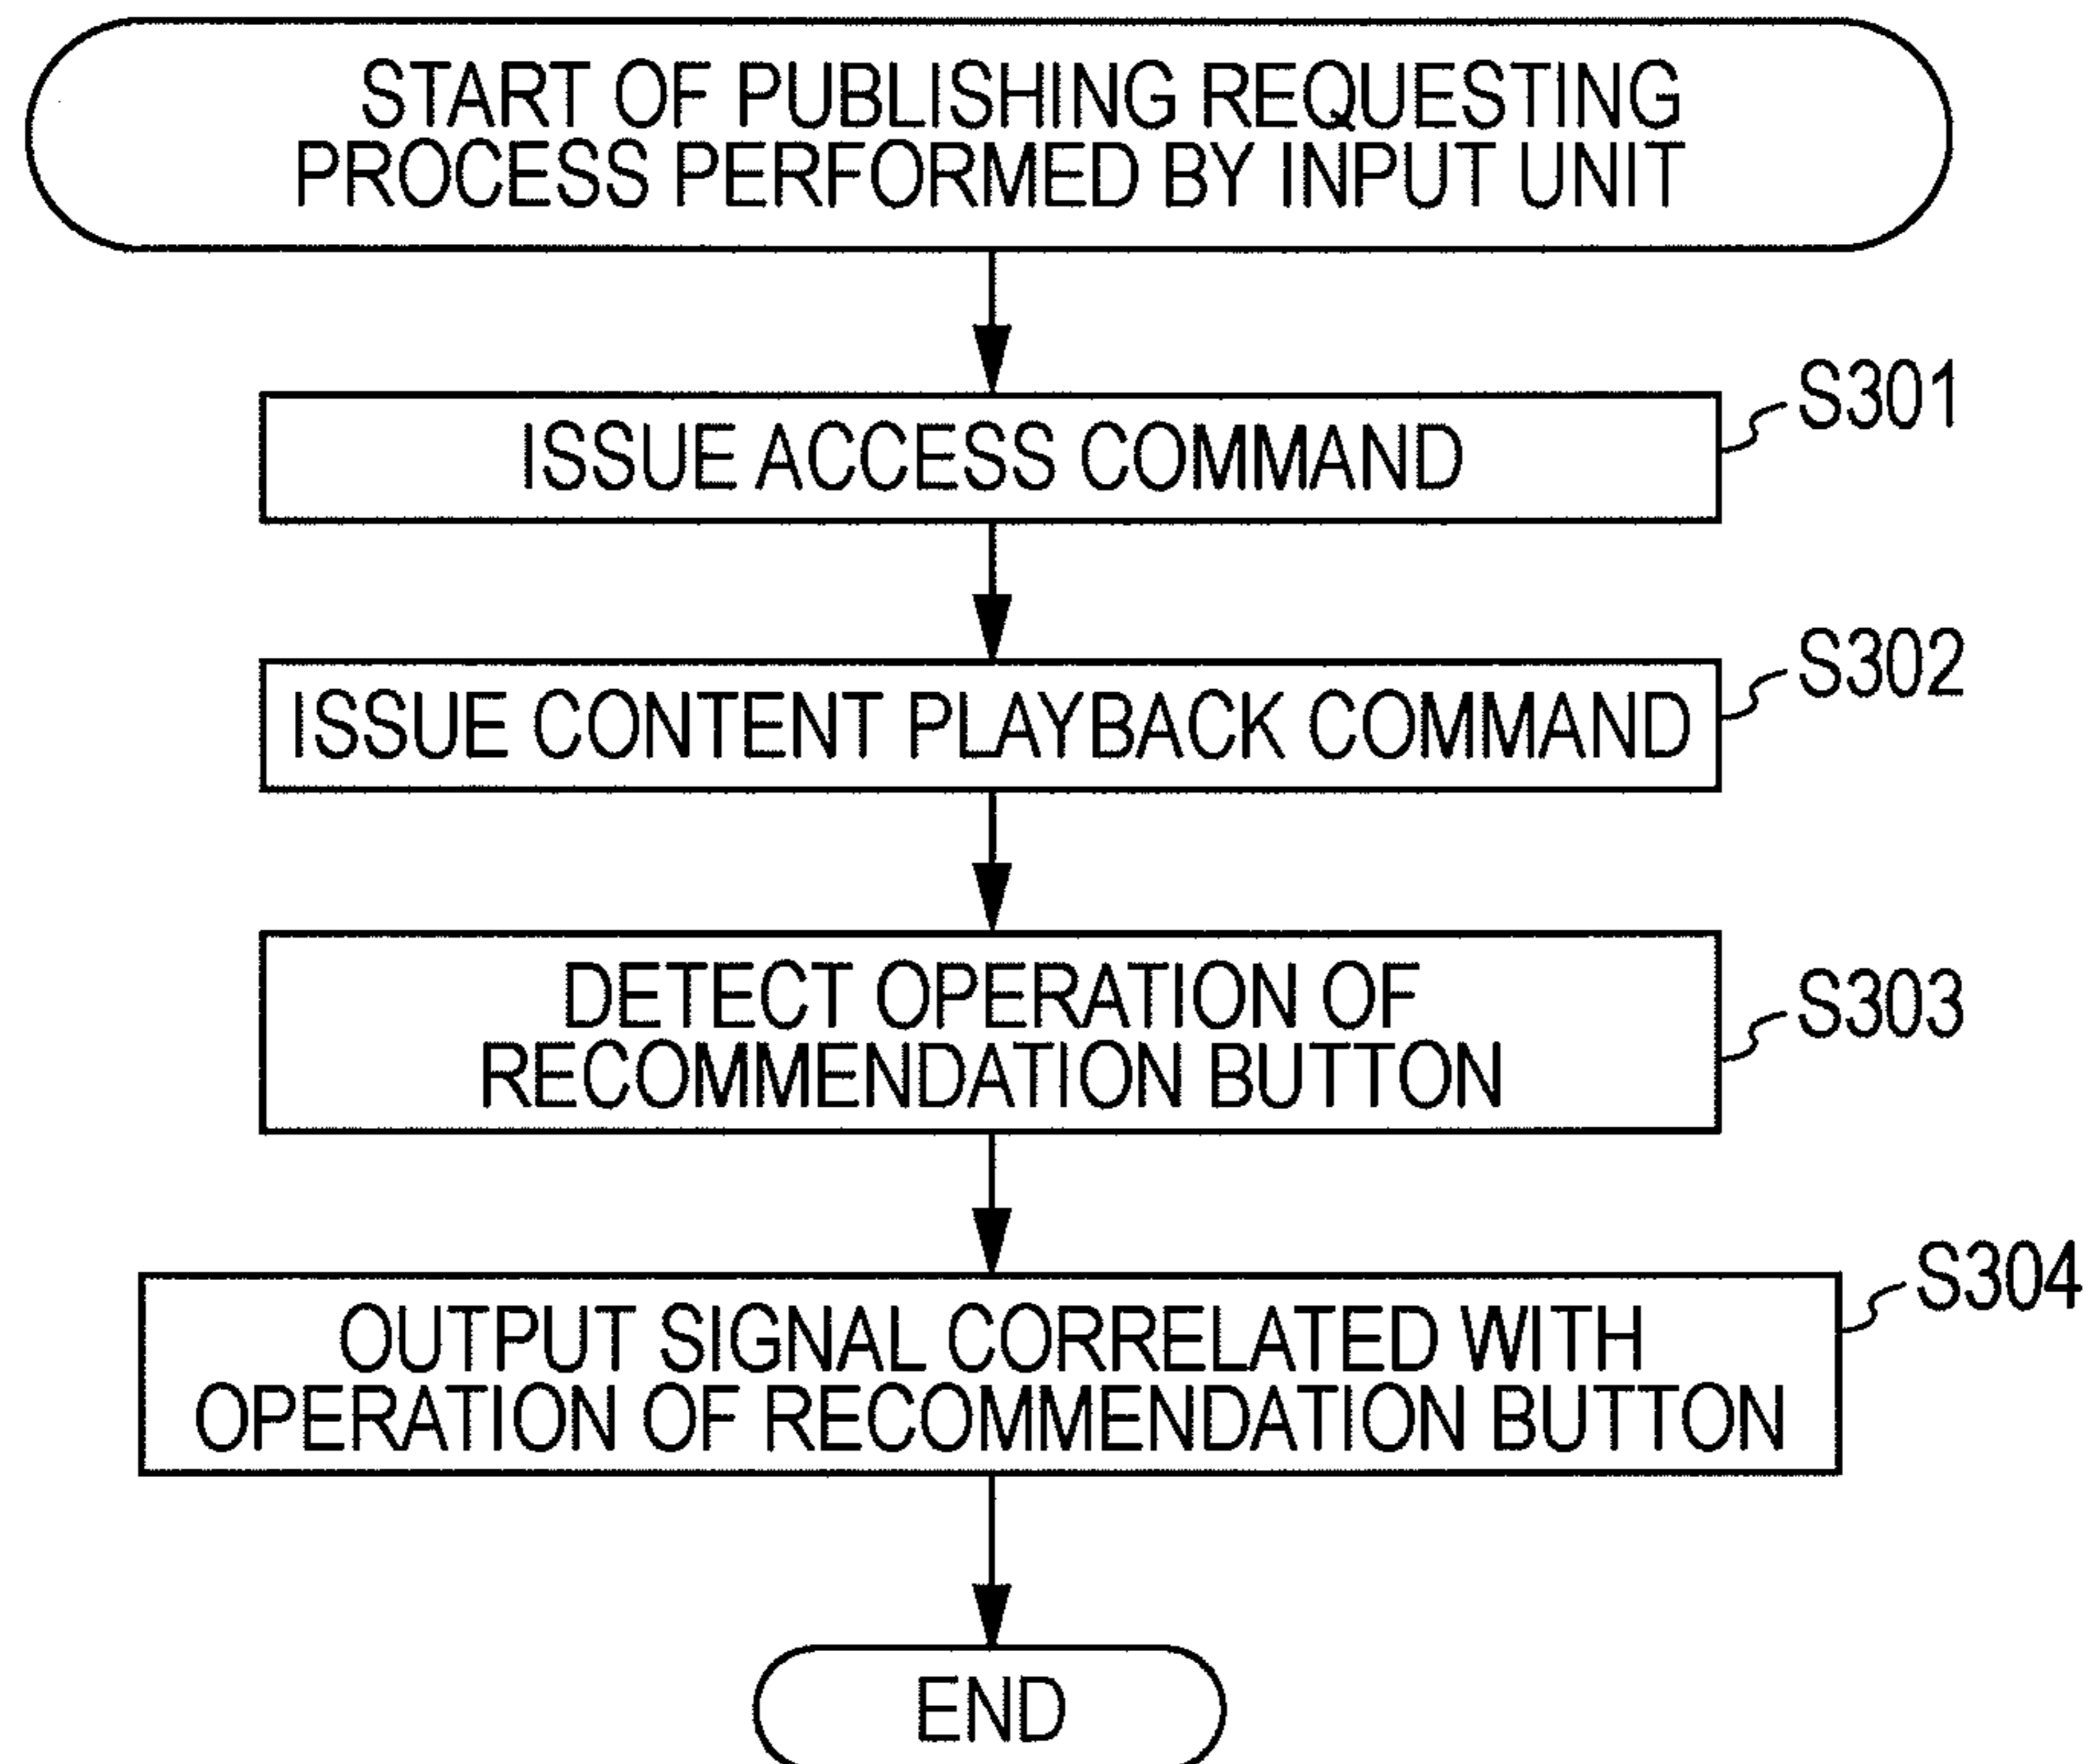 START OF PUBLISHING REQUESTING
PROCESS PERFORMED BY INPUT UNIT
S301
ISSUE ACCESS COMMAND
S302
ISSUE CONTENT PLAYBACK COMMAND
S303
DETECT OPERATION OF
RECOMMENDATION BUTTON
S304
OUTPUT SIGNAL CORRELATED WITH
OPERATION OF RECOMMENDATION BUTTON
END